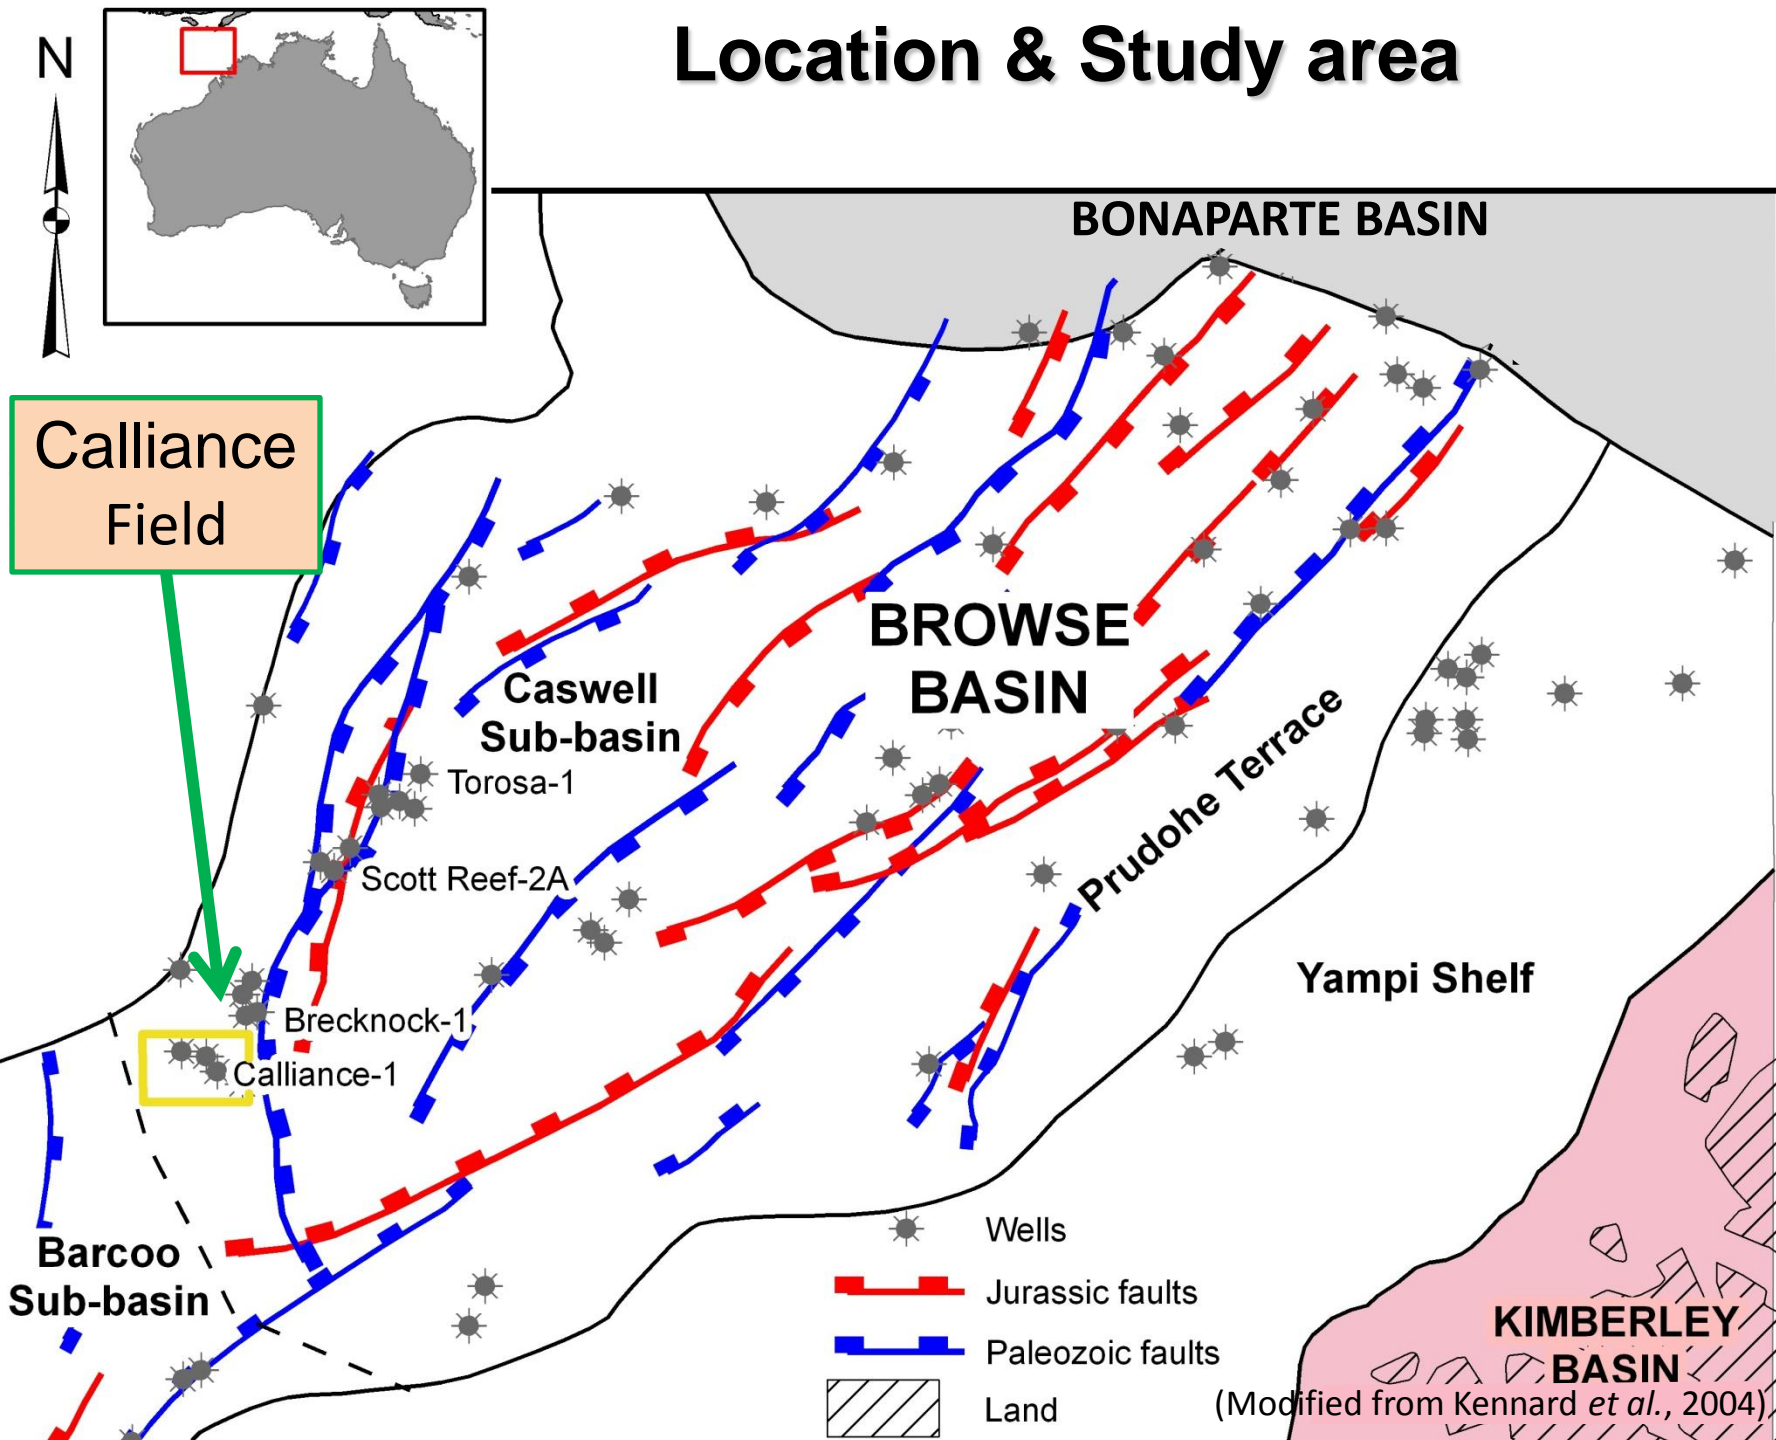 Location & Study area
N
BONAPARTE BASIN
Calliance
Field
BROWSE
BASIN
Caswell
Sub-basin
Torosa-1
Prudohe Terrace
Scott Reef-2A
Yampi Shelf
Brecknock-1
Calliance-1
Barcoo
Sub-basin
Wells
Jurassic faults
Paleozoic faults
Land
KIMBERLEY
BASIN
(Modified from Kennard et al., 2004)